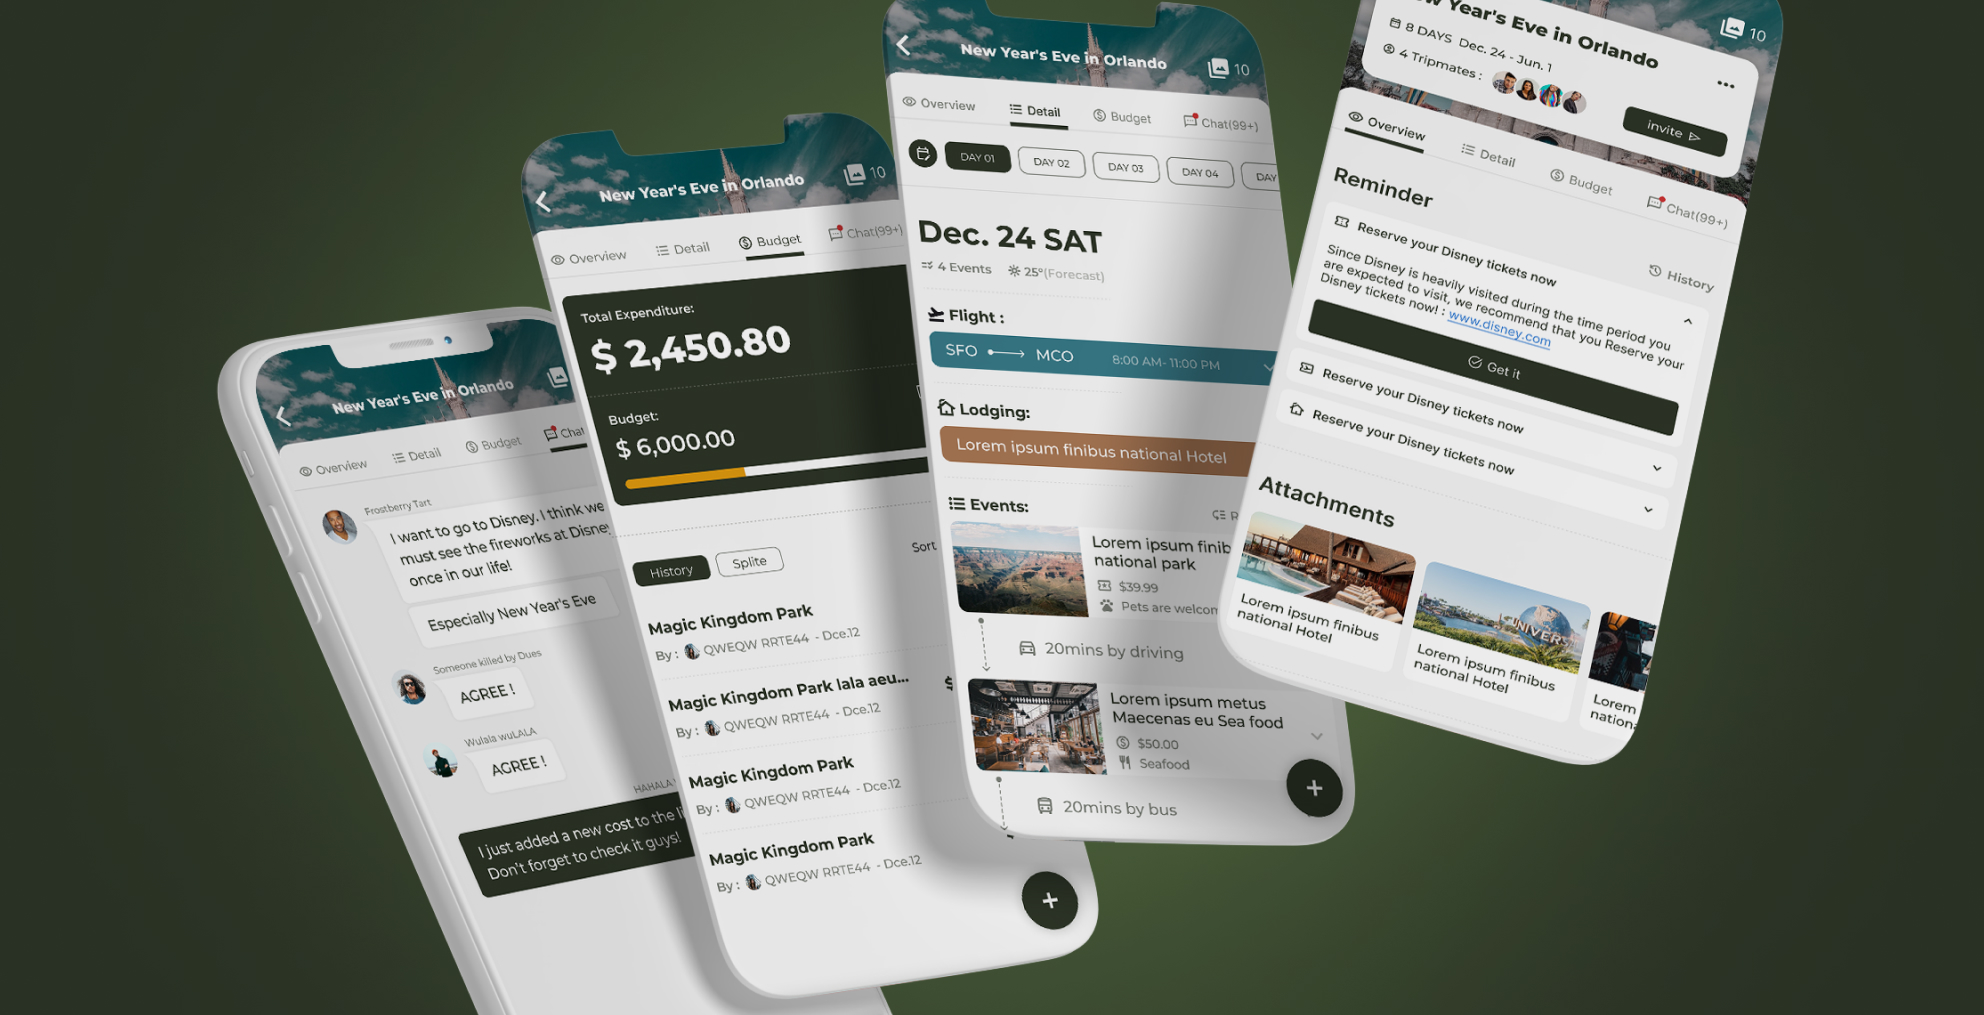 New Year's Eve in Orlando
Overview
Detail
Budget
Chat
Frostberry Tart
I want to go to Disney. I think we
must see the fireworks at Disney
once in our life!
Especially New Year's Eve
Someone killed by Dues
AGREE !
Wulala wuLALA
AGREE !
HAHALA
I just added a new cost to the li
Don't forget to check it guys!
New Year's Eve in Orlando
10
Overview
Detail
Budget
Chat(99+)
Total Expenditure:
$ 2,450.80
Budget:
$ 6,000.00
History
Splite
Sort
Magic Kingdom Park
By : QWEQW RRTE44 - Dce.12
Magic Kingdom Park lala aeu...
$
By : QWEQW RRTE44 - Dce.12
Magic Kingdom Park
By : QWEQW RRTE44 - Dce.12
Magic Kingdom Park
By : QWEQW RRTE44 - Dce.12
+
New Year's Eve in Orlando
10
Overview
Detail
Budget
Chat(99+)
DAY 01
DAY 02
DAY 03
DAY 04
DAY
Dec. 24 SAT
4 Events
25°(Forecast)
Flight :
SFO
MCO
8:00 AM- 11:00 PM
Lodging:
Lorem ipsum finibus national Hotel
Events:
R
Lorem ipsum finib
national park
$39.99
Pets are welcom
20mins by driving
Lorem ipsum metus
Maecenas eu Sea food
$50.00
Seafood
20mins by bus
+
New Year's Eve in Orlando
10
8 DAYS Dec. 24 - Jun. 1
4 Tripmates :
invite
Overview
Detail
Budget
Chat(99+)
Reminder
History
Reserve your Disney tickets now
Since Disney is heavily visited during the time period you
are expected to visit, we recommend that you Reserve your
Disney tickets now! : www.disney.com
Get it
Reserve your Disney tickets now
Reserve your Disney tickets now
Attachments
UNIVERS
Lorem ipsum finibus
national Hotel
Lorem ipsum finibus
national Hotel
Lorem
nationa